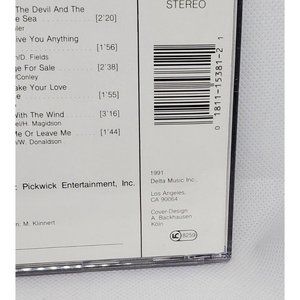 STEREO
The Devil And The
e Sea [2'20]
ler
ive You Anything
[1'56]
/D. Fields
ge For Sale [2'38]
Conley
ake Your Love
e [1'55]
With The Wind [3'16]
el/H. Magidson
Me Or Leave Me [1'44]
/W. Donaldson
: Pickwick Entertainment, Inc.
n: M. Klinnert
0 1811-15381-2 1
1991
Delta Music Inc.
Los Angeles,
CA 90064
Cover-Design
A. Backhausen
Köln
LC 8259